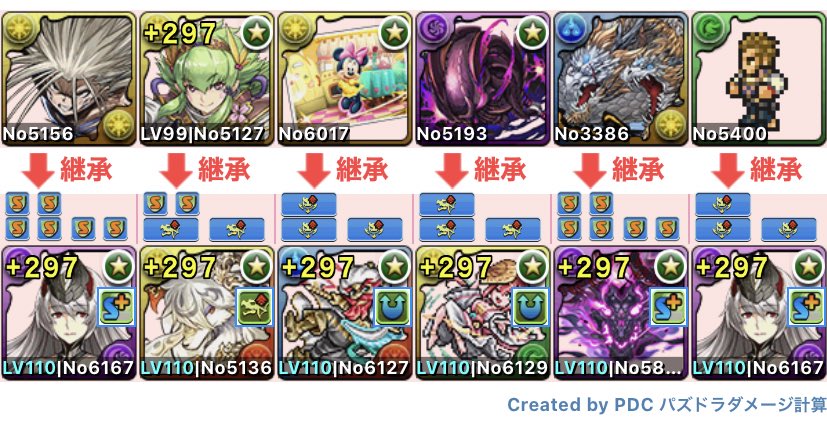 No5156
+297
LV99|No5127
No6017
No5193
No3386
No5400
継承
継承
継承
継承
継承
継承
+297
LV110|No6167
+297
LV110|No5136
+297
LV110|No6127
+297
LV110|No6129
+297
LV110|No58...
+297
LV110|No6167
Created by PDC パズドラダメージ計算